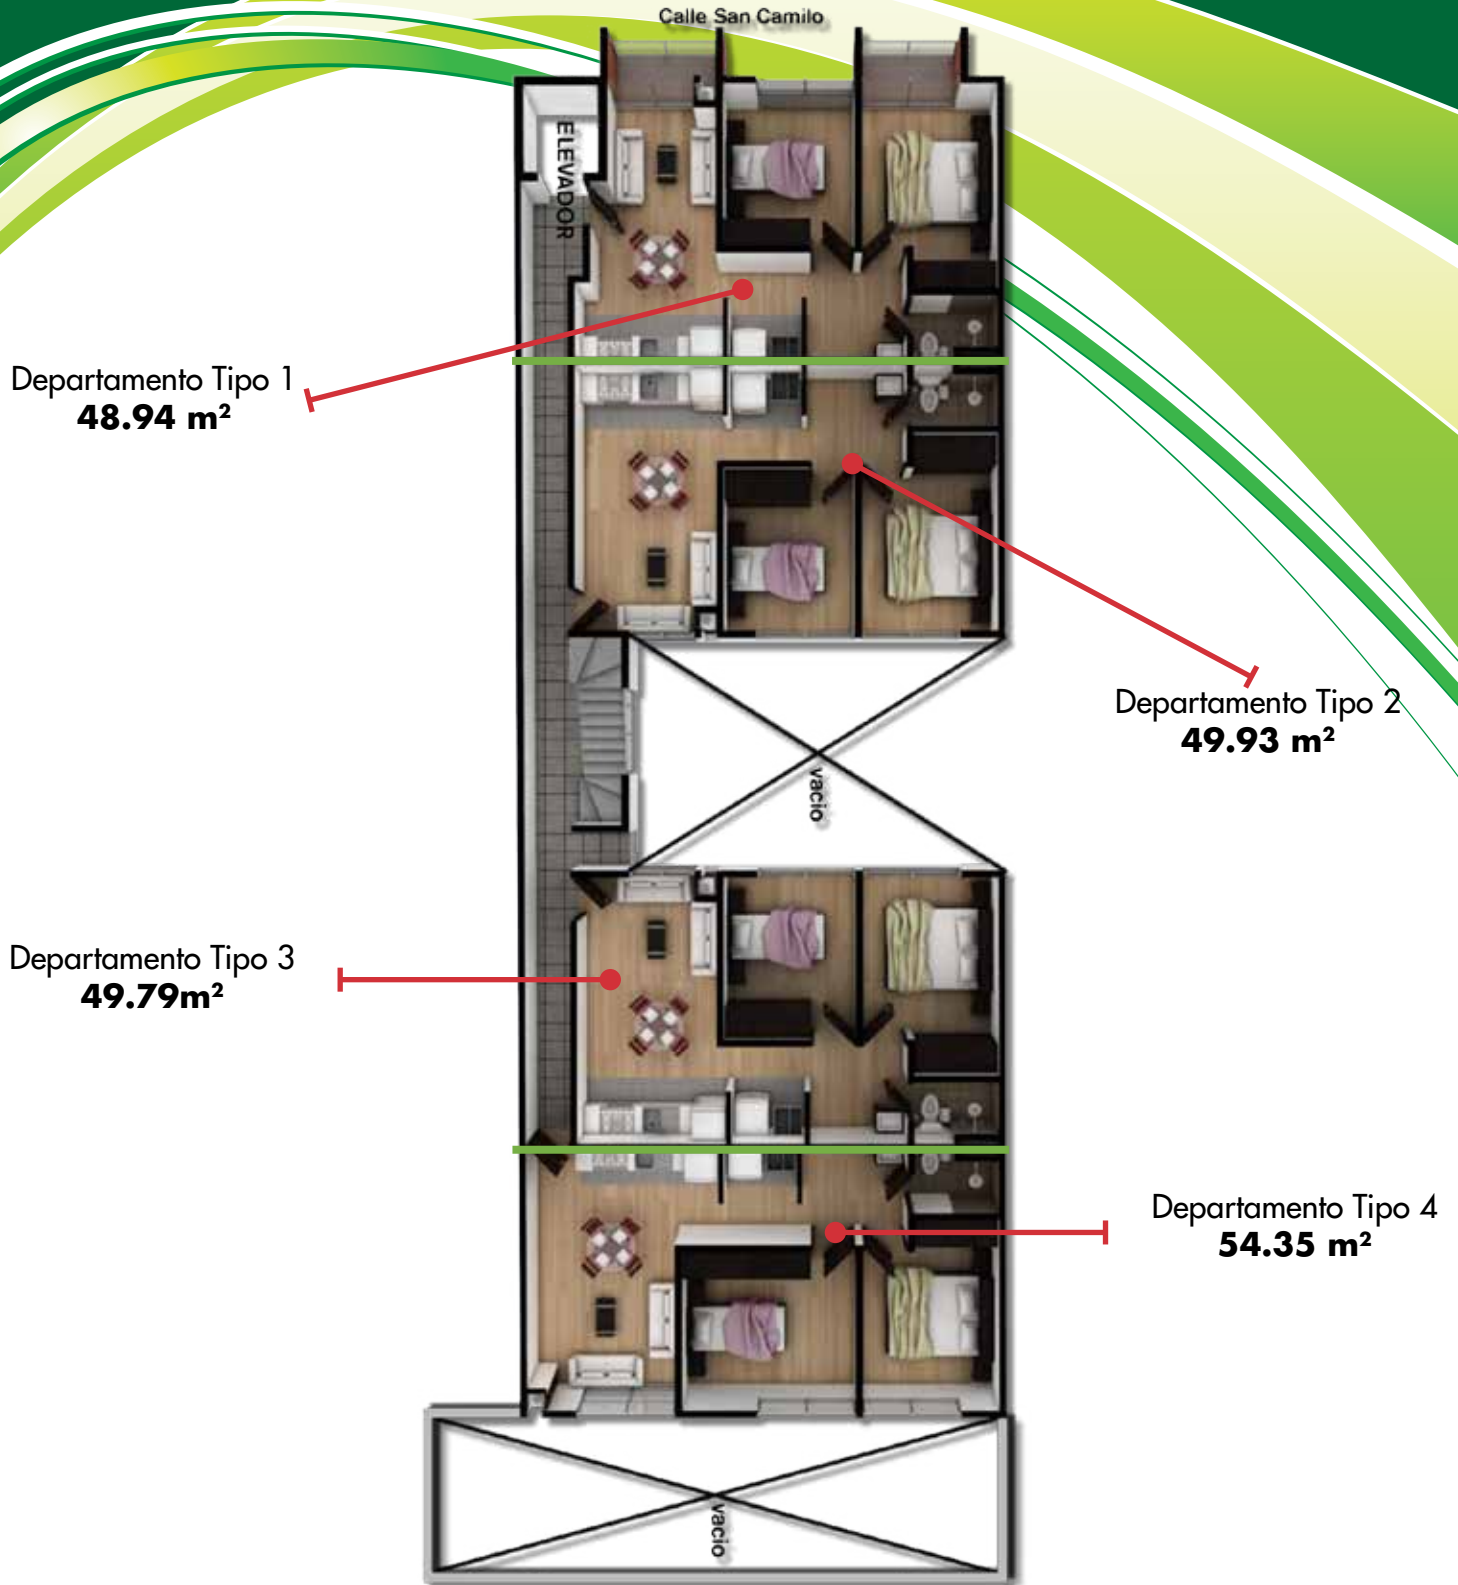 Calle San Camilo
ELEVADOR
Departamento Tipo 1
48.94 m²
Departamento Tipo 2
49.93 m²
vacio
Departamento Tipo 3
49.79m²
Departamento Tipo 4
54.35 m²
vacio